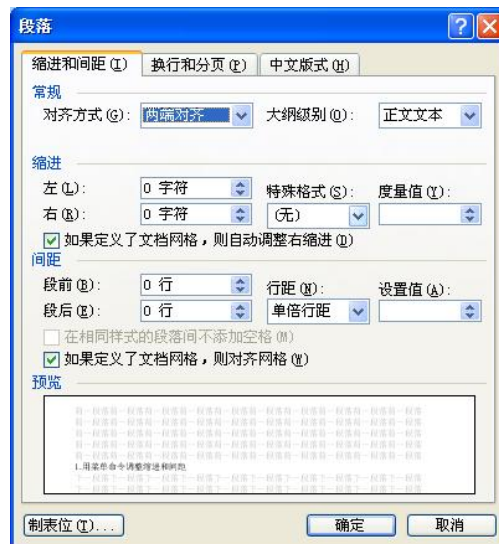 段落
缩进和间距(I) 换行和分页(P) 中文版式(H)
常规
对齐方式(G): 两端对齐 大纲级别(O): 正文文本
缩进
左(L): 0 字符 特殊格式(S): 度量值(Y):
右(R): 0 字符 (无)
如果定义了文档网格，则自动调整右缩进(D)
间距
段前(B): 0 行 行距(N): 设置值(A):
段后(E): 0 行 单倍行距
在相同样式的段落间不添加空格(M)
如果定义了文档网格，则对齐网格(W)
预览
1.用菜单命令调整缩进和间距
制表位(T)... 确定 取消